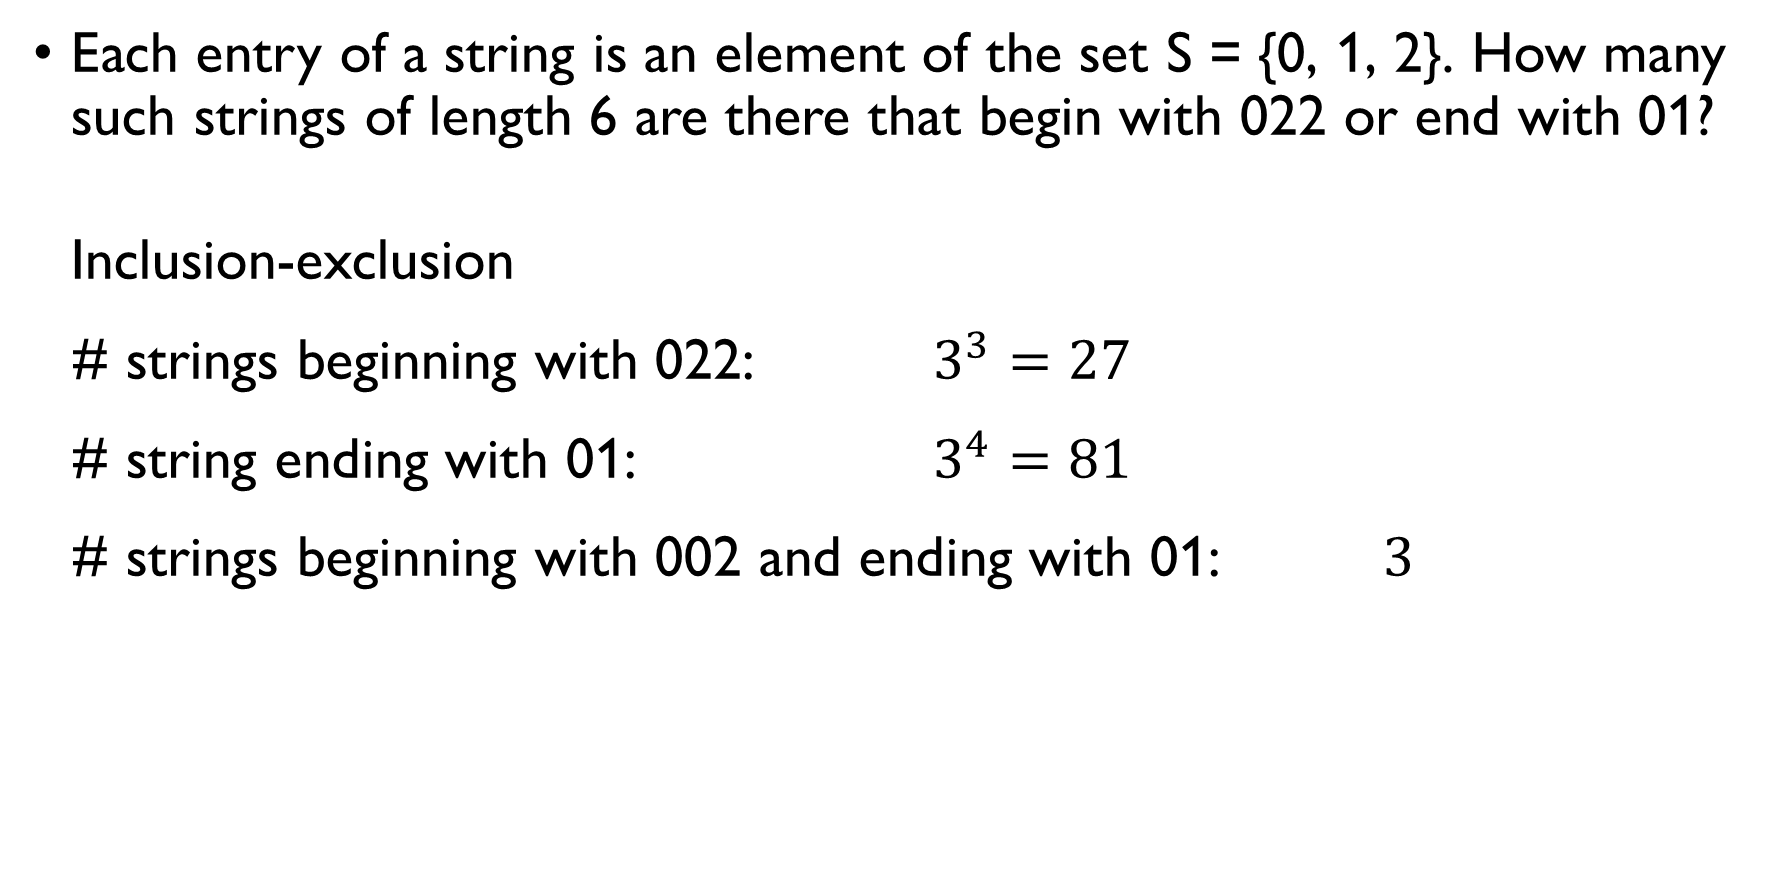 • Each entry of a string is an element of the set S = {0, 1, 2}. How many
such strings of length 6 are there that begin with 022 or end with 01?
Inclusion-exclusion
# strings beginning with 022: 3³ = 27
# string ending with 01: 3⁴ = 81
# strings beginning with 002 and ending with 01: 3